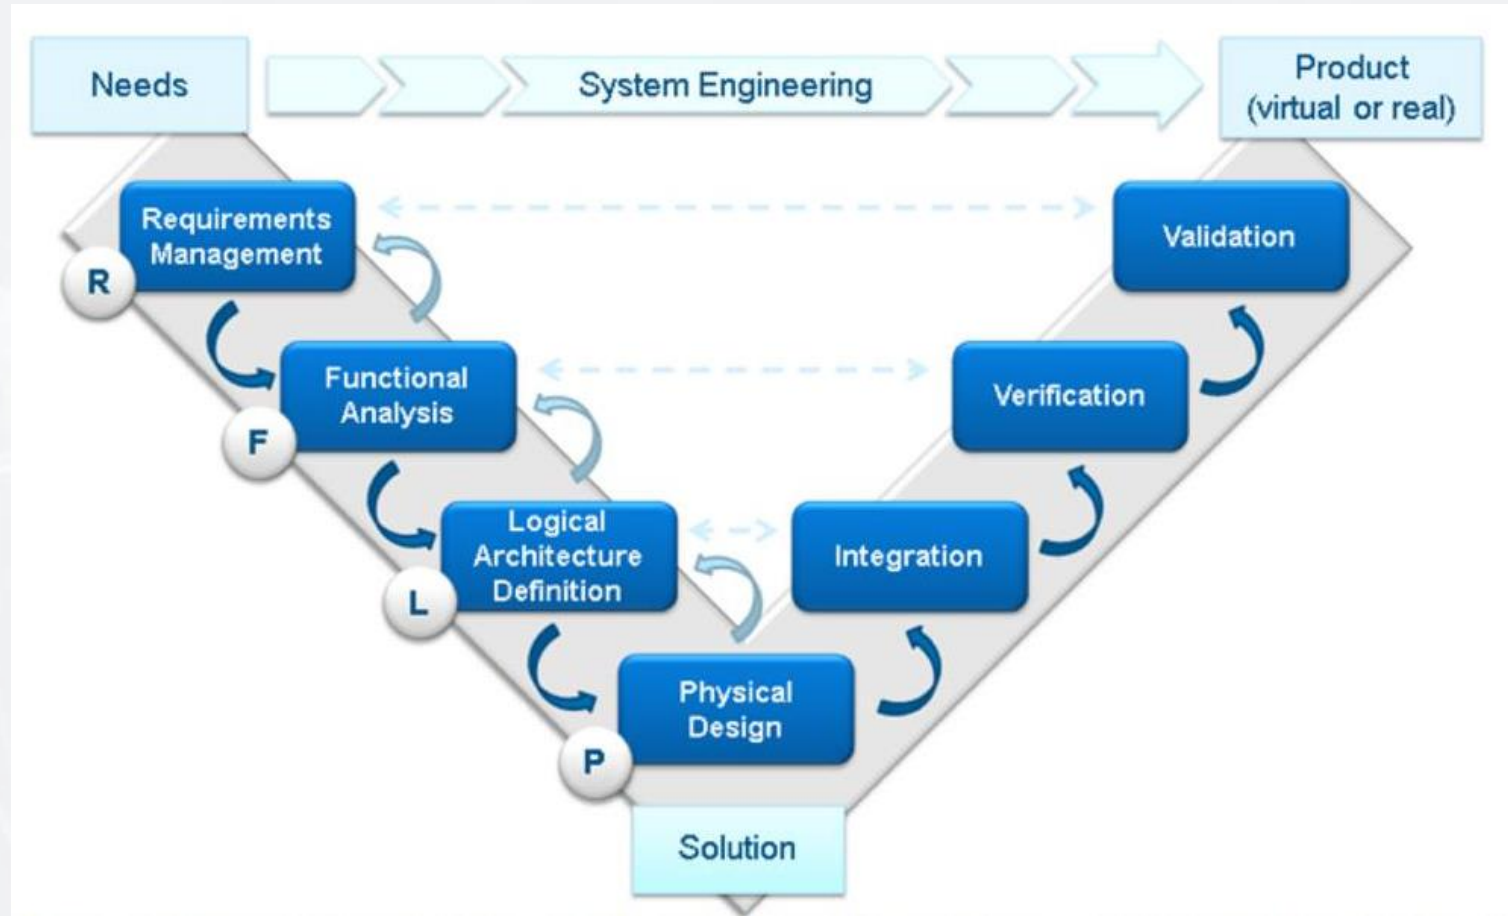 Needs
System Engineering
Product
(virtual or real)
Requirements
Management
Validation
R
Functional
Analysis
Verification
F
Logical
Architecture
Definition
Integration
L
Physical
Design
P
Solution